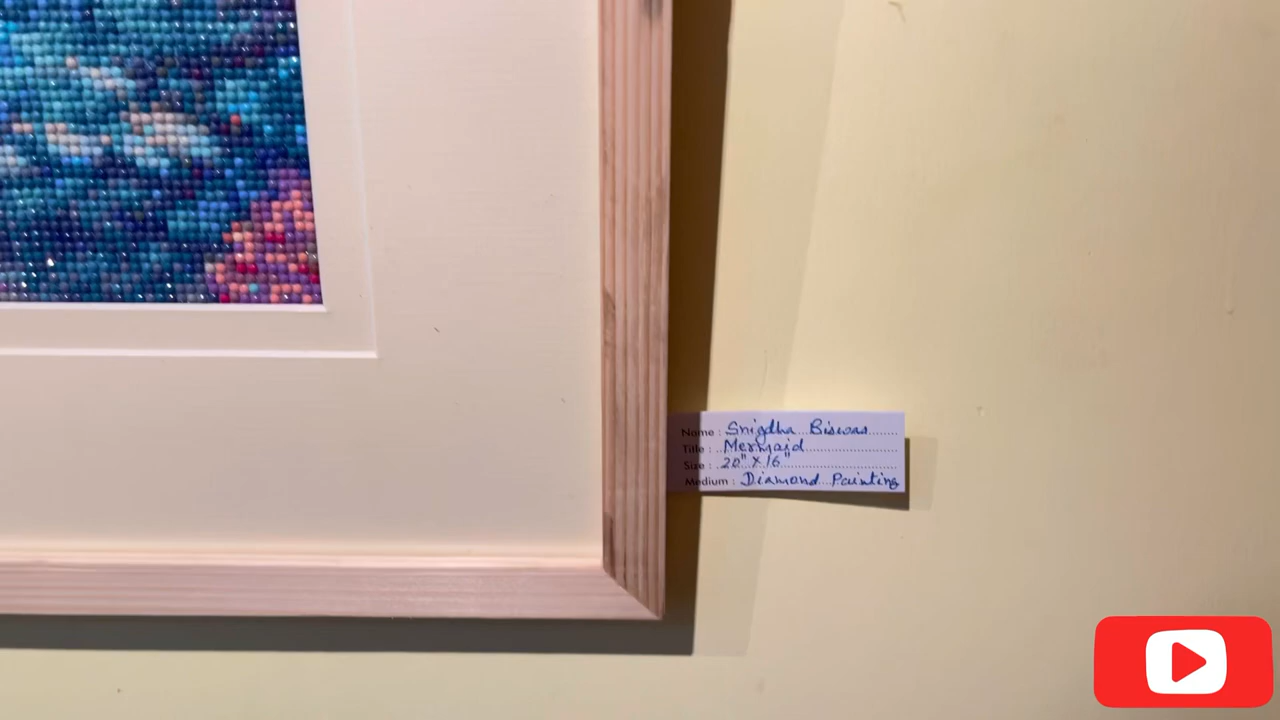 Name : Snigdha Biswas
Title : Mermaid
Size : 20" X 16"
Medium : Diamond Painting